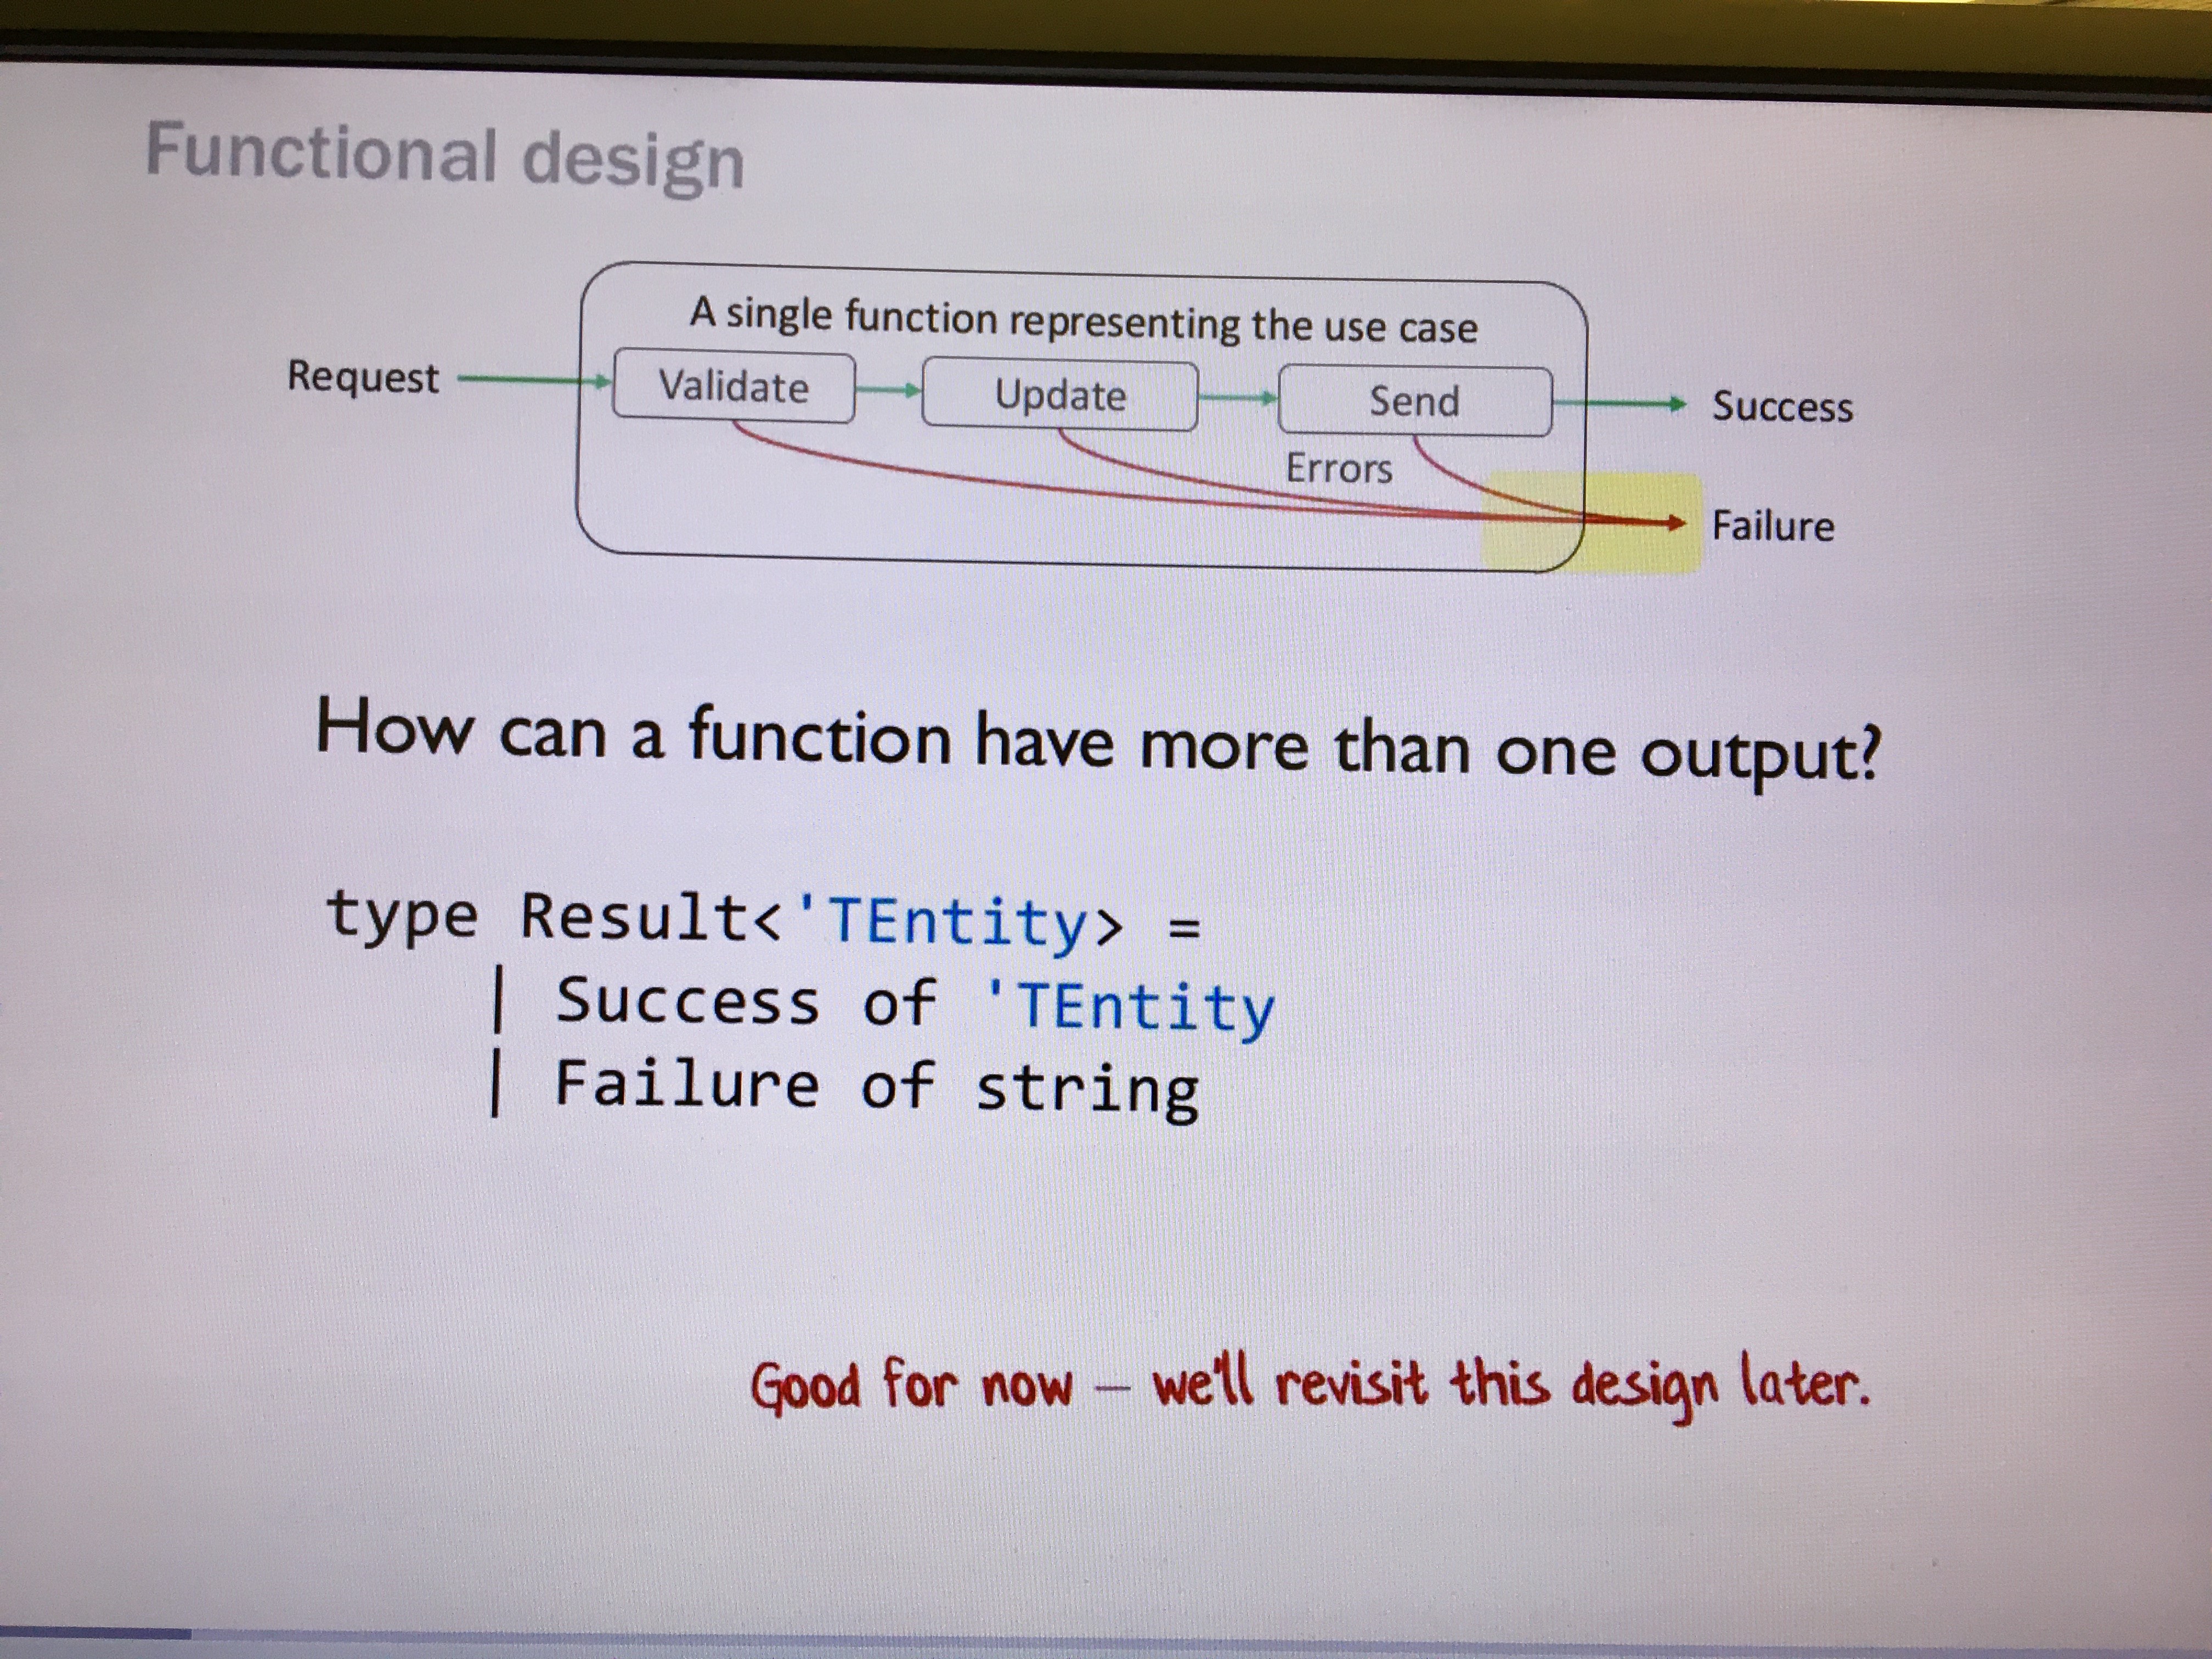 Functional design
A single function representing the use case
Request
Validate
Update
Send
Success
Errors
Failure
How can a function have more than one output?
type Result<'TEntity> =
| Success of 'TEntity
| Failure of string
Good for now – we'll revisit this design later.